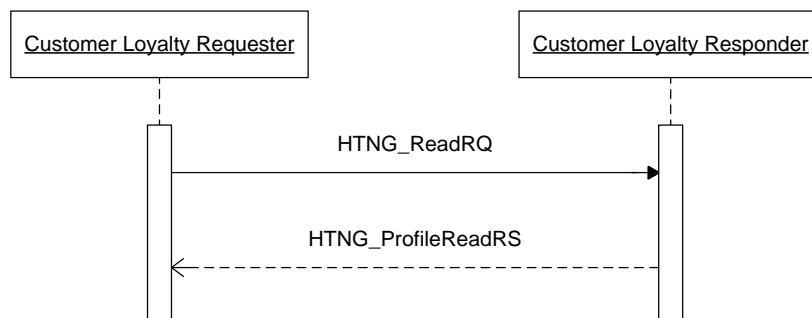 Customer Loyalty Requester
Customer Loyalty Responder
HTNG_ReadRQ
HTNG_ProfileReadRS